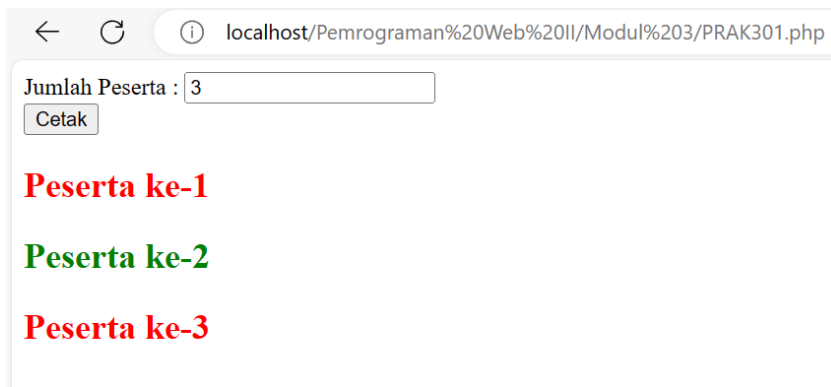 localhost/Pemrograman%20Web%20II/Modul%203/PRAK301.php
Jumlah Peserta : 3
Cetak
Peserta ke-1
Peserta ke-2
Peserta ke-3